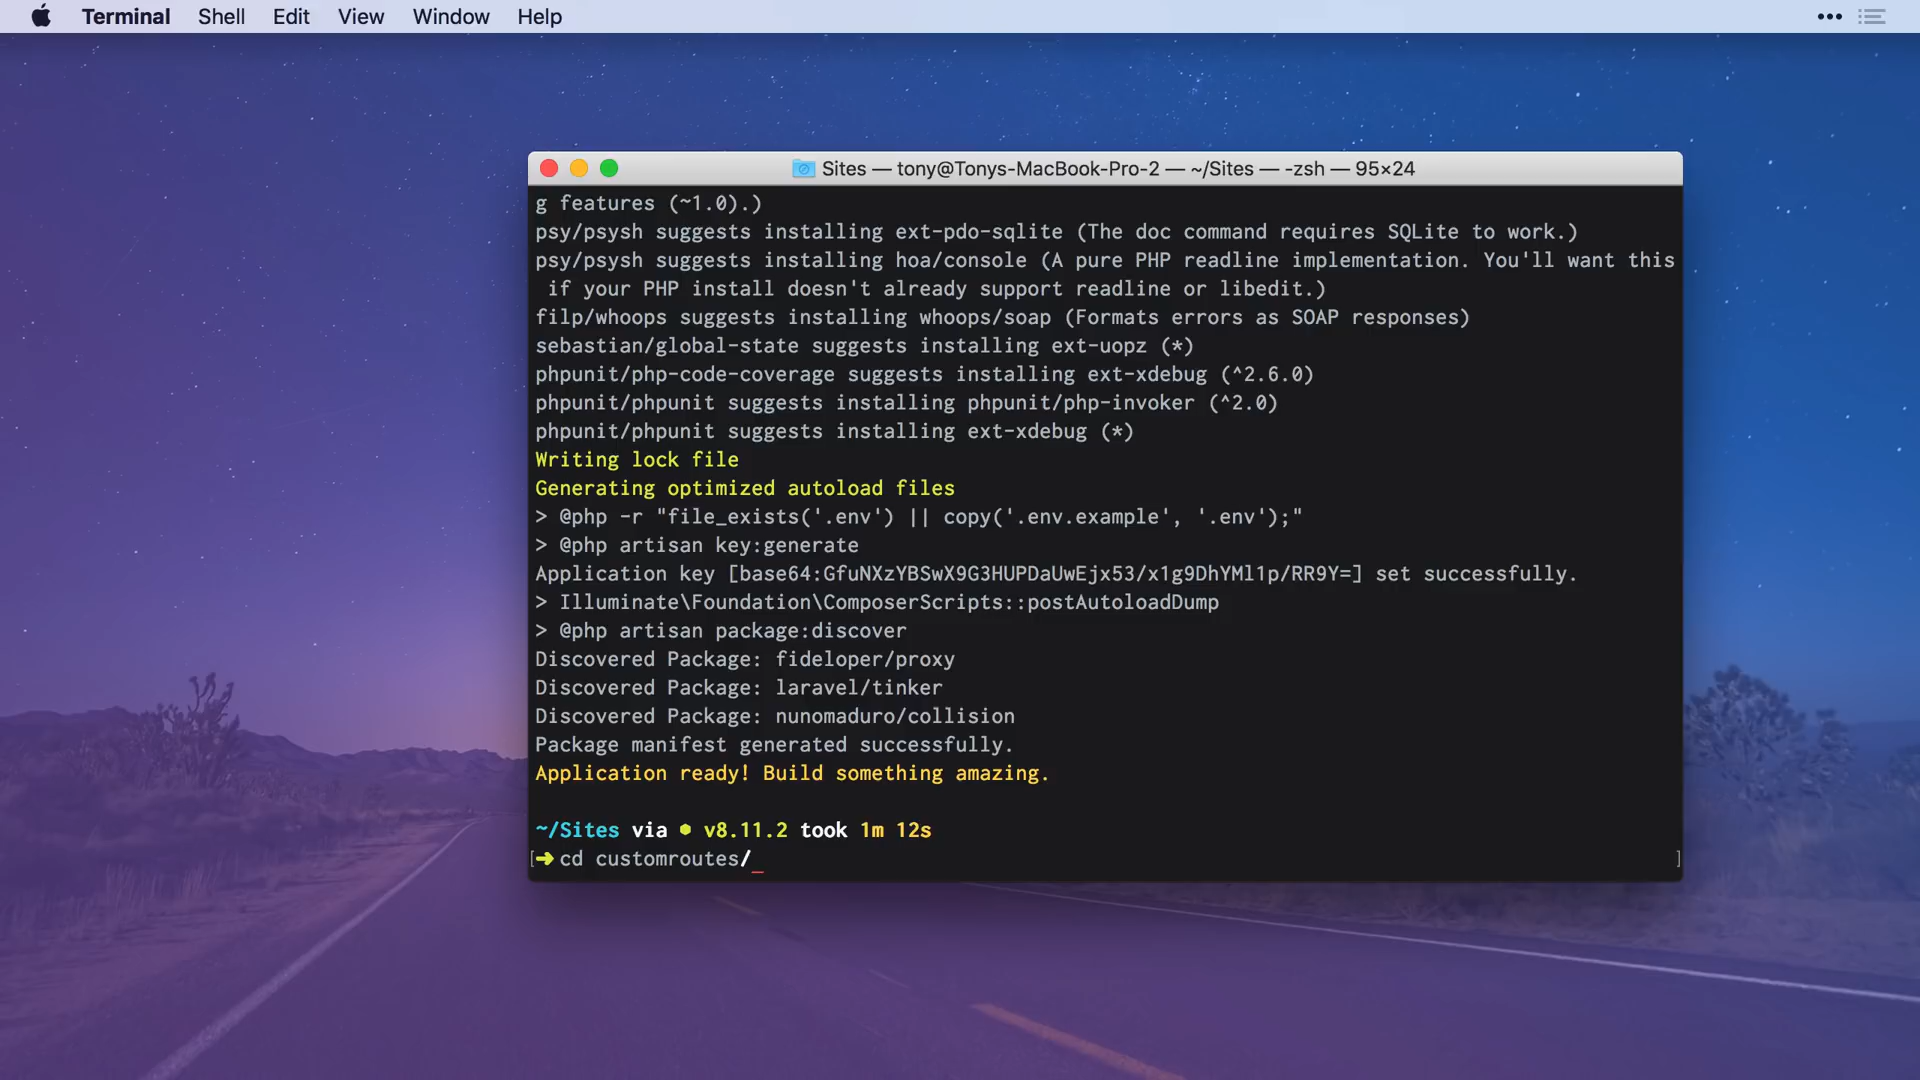 Terminal Shell Edit View Window Help
Sites — tony@Tonys-MacBook-Pro-2 — ~/Sites — -zsh — 95×24
g features (~1.0).)
psy/psysh suggests installing ext-pdo-sqlite (The doc command requires SQLite to work.)
psy/psysh suggests installing hoa/console (A pure PHP readline implementation. You'll want this
if your PHP install doesn't already support readline or libedit.)
filp/whoops suggests installing whoops/soap (Formats errors as SOAP responses)
sebastian/global-state suggests installing ext-uopz (*)
phpunit/php-code-coverage suggests installing ext-xdebug (^2.6.0)
phpunit/phpunit suggests installing phpunit/php-invoker (^2.0)
phpunit/phpunit suggests installing ext-xdebug (*)
Writing lock file
Generating optimized autoload files
> @php -r "file_exists('.env') || copy('.env.example', '.env');"
> @php artisan key:generate
Application key [base64:GfuNXzYBSwX9G3HUPDaUwEjx53/x1g9DhYMl1p/RR9Y=] set successfully.
> Illuminate\Foundation\ComposerScripts::postAutoloadDump
> @php artisan package:discover
Discovered Package: fideloper/proxy
Discovered Package: laravel/tinker
Discovered Package: nunomaduro/collision
Package manifest generated successfully.
Application ready! Build something amazing.
~/Sites via ⬢ v8.11.2 took 1m 12s
[➜ cd customroutes/_ ]